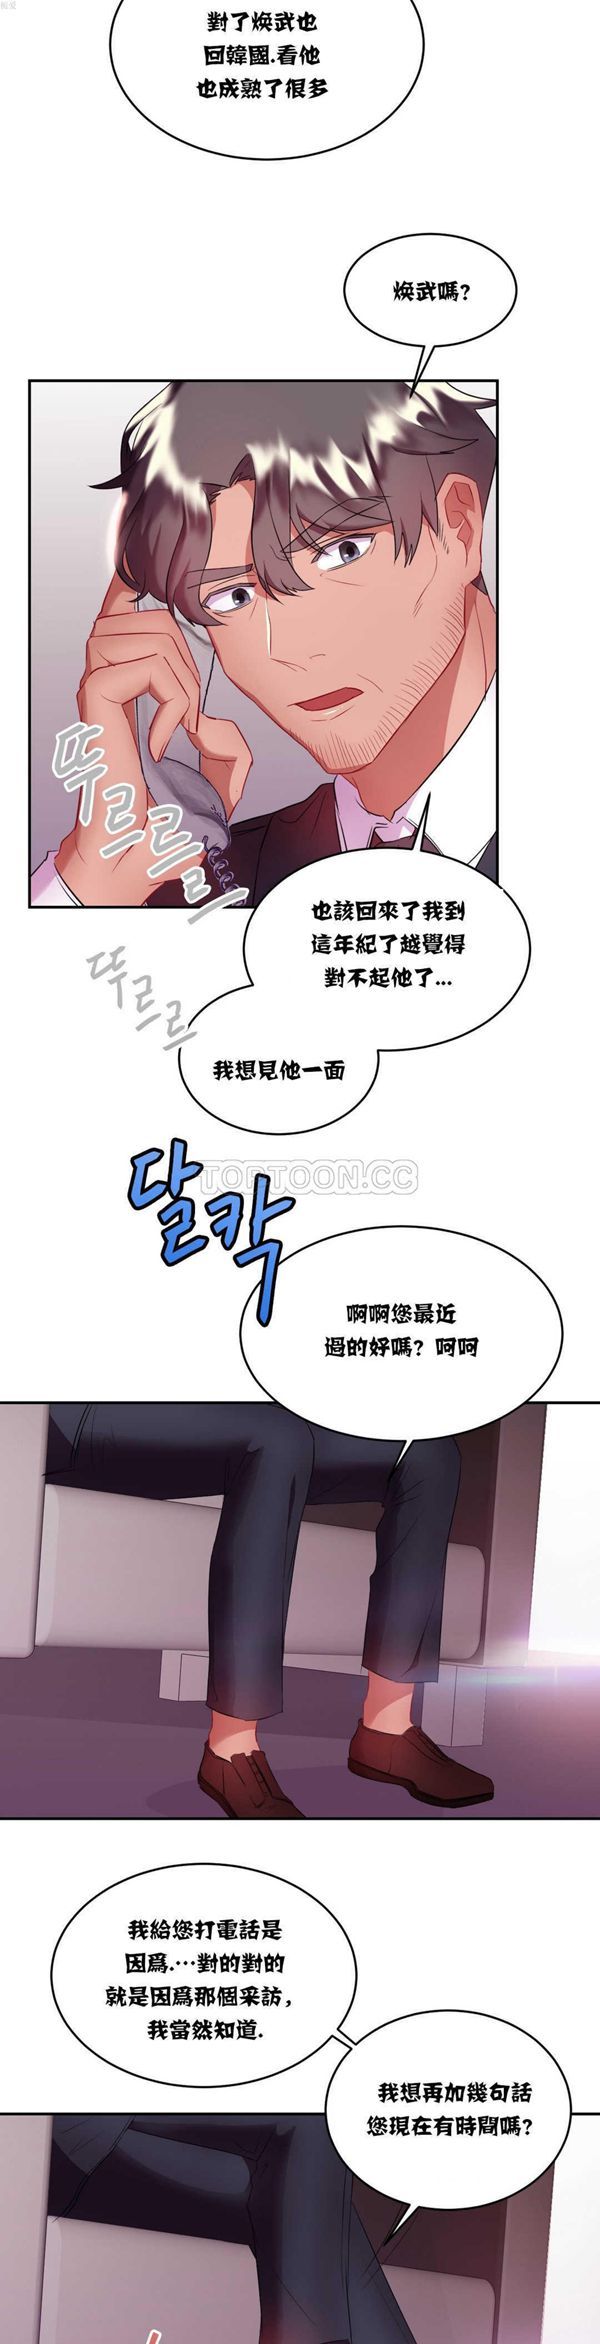 對了煥武也
回韓國.看他
也成熟了很多
煥武嗎?
뚜르르르
也該回來了我到
這年紀了越覺得
對不起他了...
뚜르르
我想見他一面
TOPTOON.CC
달칵
啊啊您最近
過的好嗎? 呵呵
我給您打電話是
因爲.…對的對的
就是因爲那個采訪,
我當然知道.
我想再加幾句話
您現在有時間嗎?